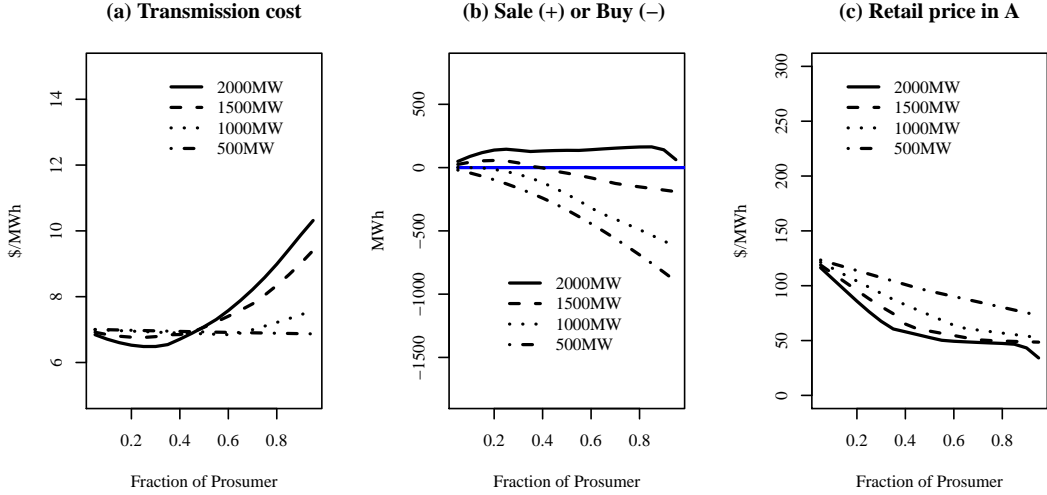 (a) Transmission cost
2000MW
1500MW
1000MW
500MW
$/MWh
6
8
10
12
14
0.2
0.4
0.6
0.8
Fraction of Prosumer
(b) Sale (+) or Buy (−)
2000MW
1500MW
1000MW
500MW
MWh
−1500
−1000
−500
0
500
0.2
0.4
0.6
0.8
Fraction of Prosumer
(c) Retail price in A
2000MW
1500MW
1000MW
500MW
$/MWh
0
50
100
150
200
250
300
0.2
0.4
0.6
0.8
Fraction of Prosumer